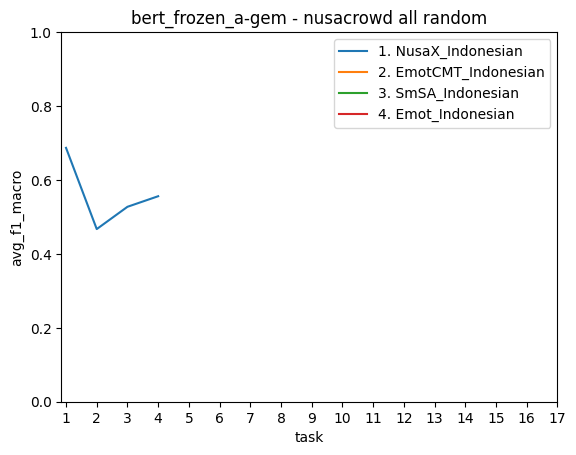 bert_frozen_a-gem - nusacrowd all random
1. NusaX_Indonesian
2. EmotCMT_Indonesian
3. SmSA_Indonesian
4. Emot_Indonesian
avg_f1_macro
1.0
0.8
0.6
0.4
0.2
0.0
1 2 3 4 5 6 7 8 9 10 11 12 13 14 15 16 17
task